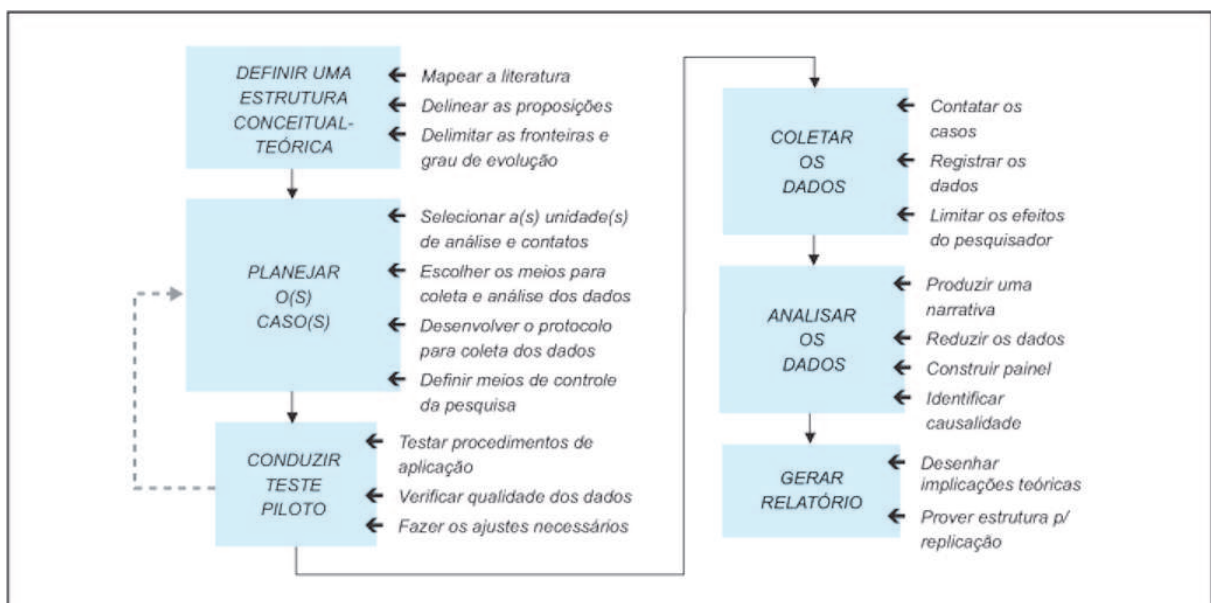 DEFINIR UMA
ESTRUTURA
CONCEITUAL-
TEÓRICA
Mapear a literatura
Delinear as proposições
Delimitar as fronteiras e
grau de evolução
PLANEJAR
O(S)
CASO(S)
Selecionar a(s) unidade(s)
de análise e contatos
Escolher os meios para
coleta e análise dos dados
Desenvolver o protocolo
para coleta dos dados
Definir meios de controle
da pesquisa
CONDUZIR
TESTE
PILOTO
Testar procedimentos de
aplicação
Verificar qualidade dos dados
Fazer os ajustes necessários
COLETAR
OS
DADOS
Contatar os
casos
Registrar os
dados
Limitar os efeitos
do pesquisador
ANALISAR
OS
DADOS
Produzir uma
narrativa
Reduzir os dados
Construir painel
Identificar
causalidade
GERAR
RELATÓRIO
Desenhar
implicações teóricas
Prover estrutura p/
replicação